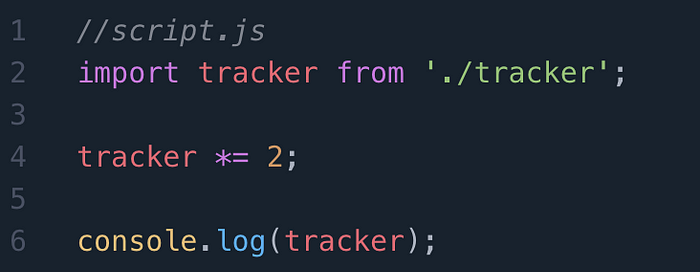 1 //script.js
2 import tracker from './tracker';
3
4 tracker *= 2;
5
6 console.log(tracker);